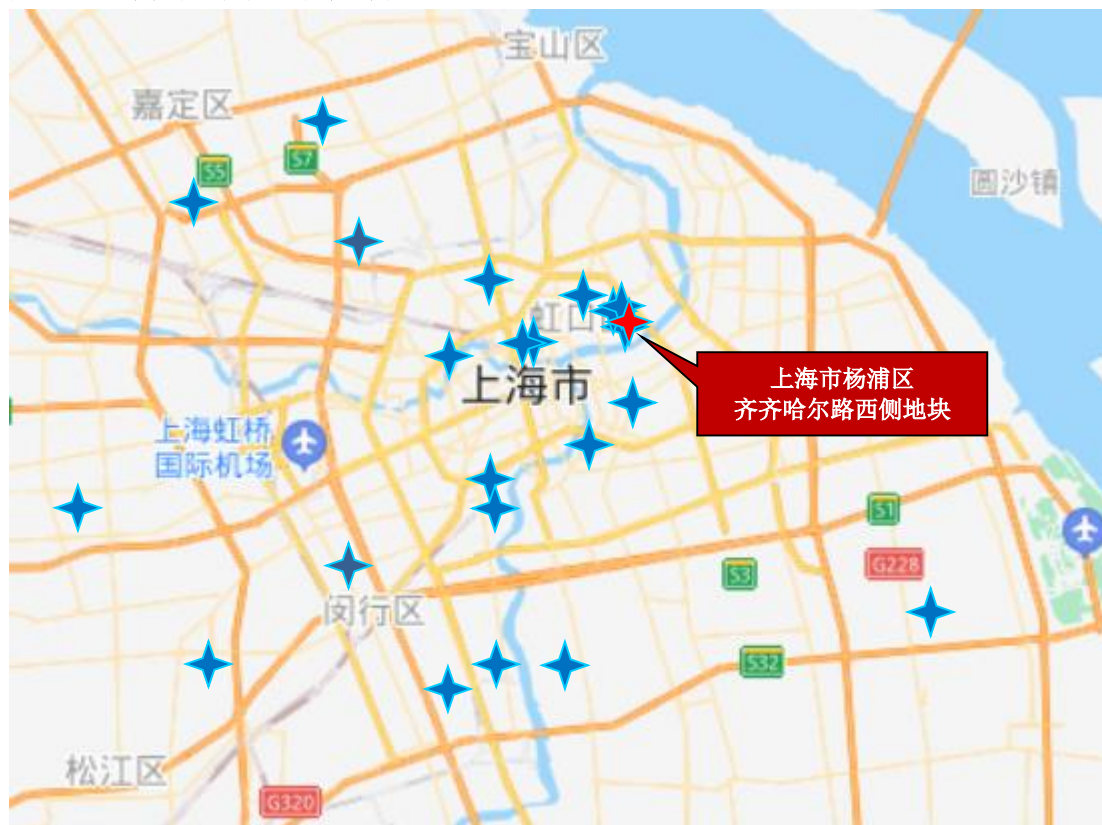 宝山区
嘉定区
S7
S5
圆沙镇
虹口
上海市
上海市杨浦区
齐齐哈尔路西侧地块
上海虹桥
国际机场
S1
G228
S3
闵行区
S32
松江区
G320